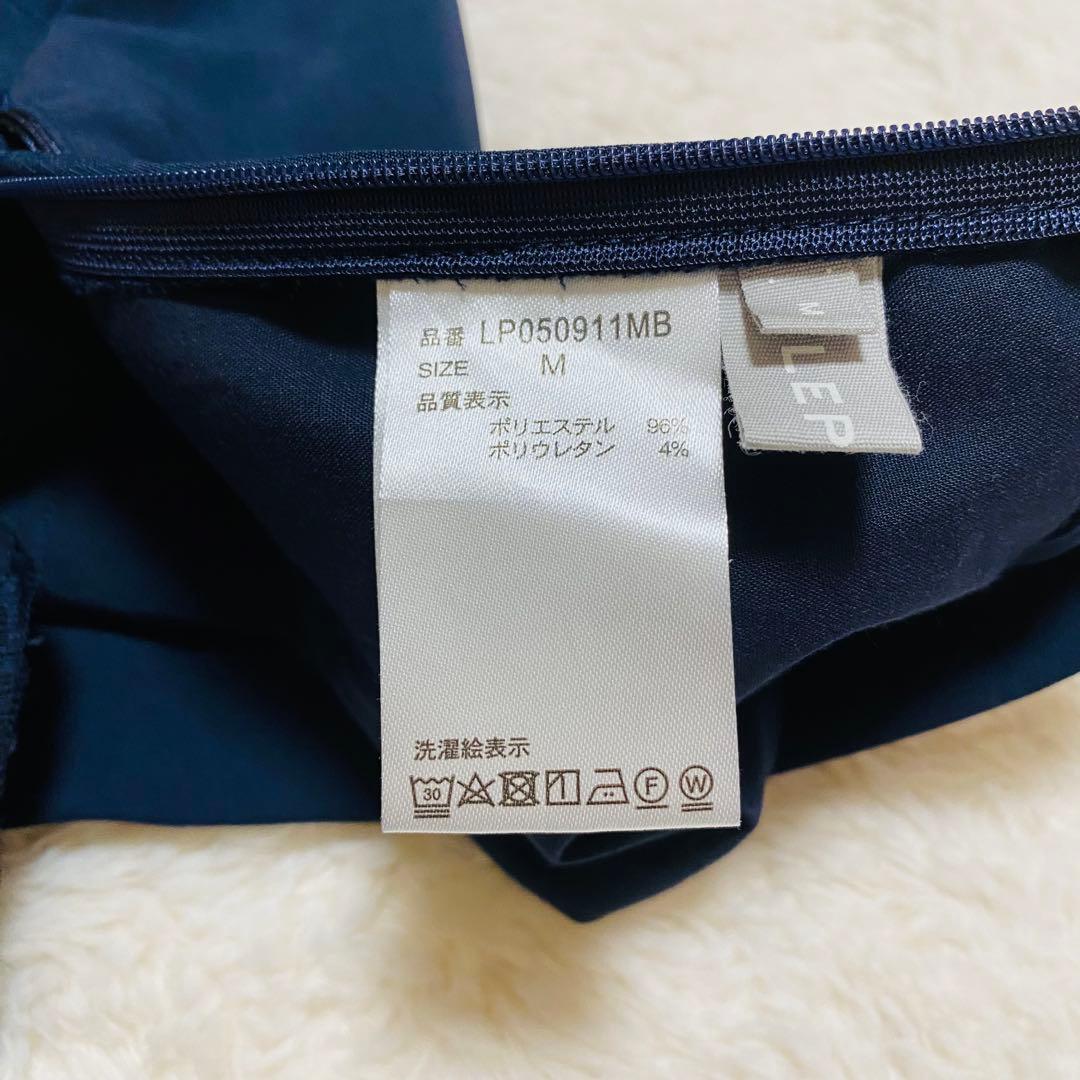 品番 LP050911MB
SIZE M
品質表示
ポリエステル 96%
ポリウレタン 4%
洗濯絵表示
30 F W
M
LEP